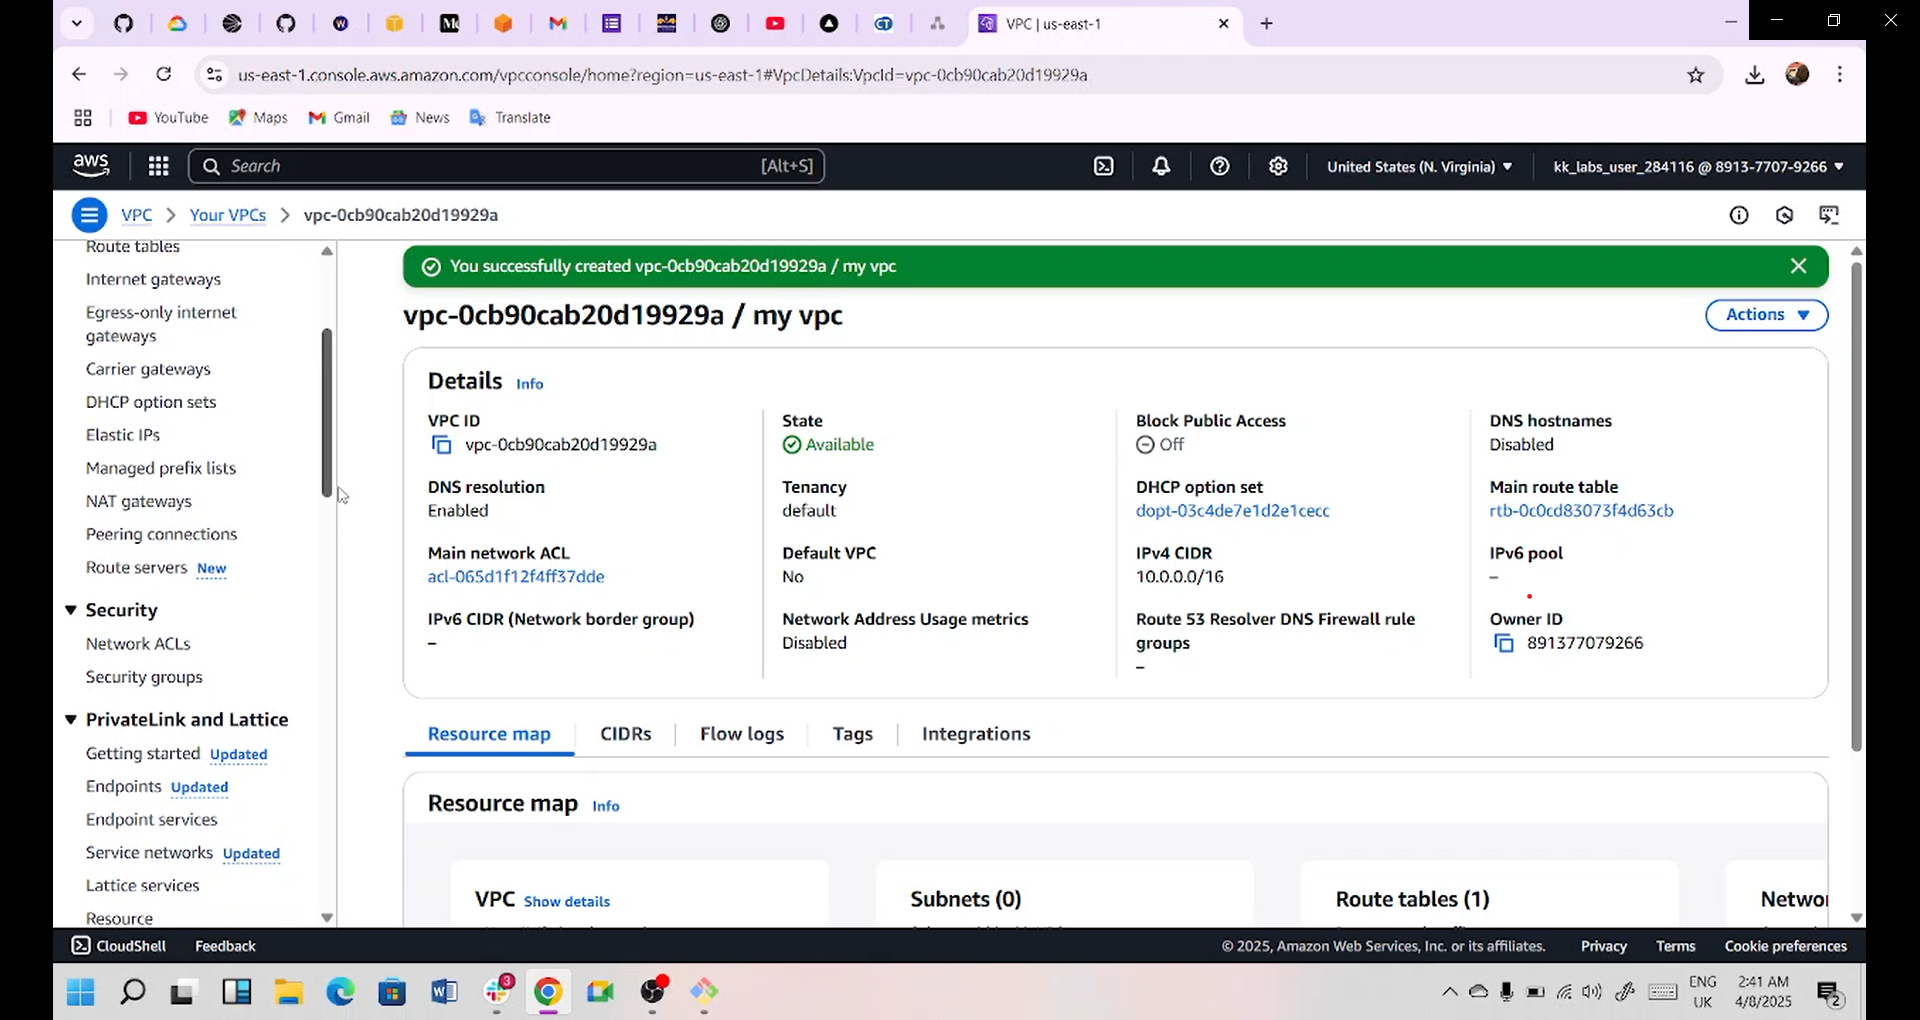 VPC | us-east-1
us-east-1.console.aws.amazon.com/vpcconsole/home?region=us-east-1#VpcDetails:VpcId=vpc-0cb90cab20d19929a
YouTube Maps Gmail News Translate
aws Search [Alt+S] United States (N. Virginia) kk_labs_user_284116 @ 8913-7707-9266
VPC Your VPCs vpc-0cb90cab20d19929a
Route tables
Internet gateways
Egress-only internet
gateways
Carrier gateways
DHCP option sets
Elastic IPs
Managed prefix lists
NAT gateways
Peering connections
Route servers New
Security
Network ACLs
Security groups
PrivateLink and Lattice
Getting started Updated
Endpoints Updated
Endpoint services
Service networks Updated
Lattice services
Resource
You successfully created vpc-0cb90cab20d19929a / my vpc
vpc-0cb90cab20d19929a / my vpc
Actions
Details Info
VPC ID
vpc-0cb90cab20d19929a
State
Available
Block Public Access
Off
DNS hostnames
Disabled
DNS resolution
Enabled
Tenancy
default
DHCP option set
dopt-03c4de7e1d2e1cecc
Main route table
rtb-0c0cd83073f4d63cb
Main network ACL
acl-065d1f12f4ff37dde
Default VPC
No
IPv4 CIDR
10.0.0.0/16
IPv6 pool
–
IPv6 CIDR (Network border group)
–
Network Address Usage metrics
Disabled
Route 53 Resolver DNS Firewall rule
groups
–
Owner ID
891377079266
Resource map CIDRs Flow logs Tags Integrations
Resource map Info
VPC Show details
Subnets (0)
Route tables (1)
Networ
CloudShell Feedback © 2025, Amazon Web Services, Inc. or its affiliates. Privacy Terms Cookie preferences
3
ENG
UK
2:41 AM
4/8/2025
2